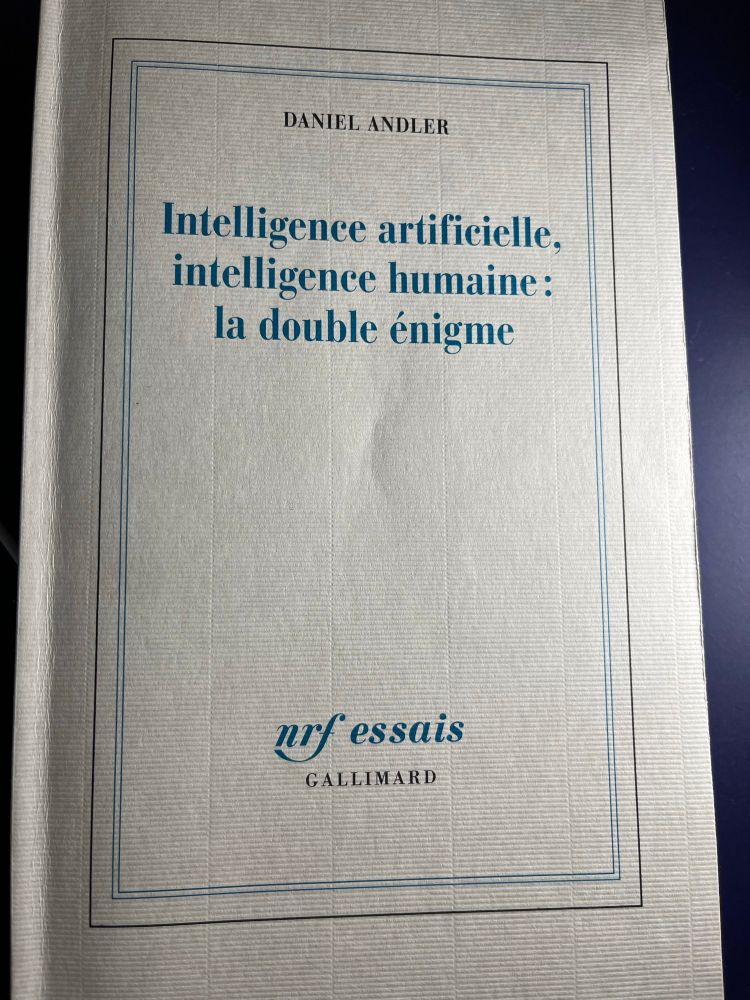 DANIEL ANDLER
Intelligence artificielle,
intelligence humaine :
la double énigme
nrf essais
GALLIMARD